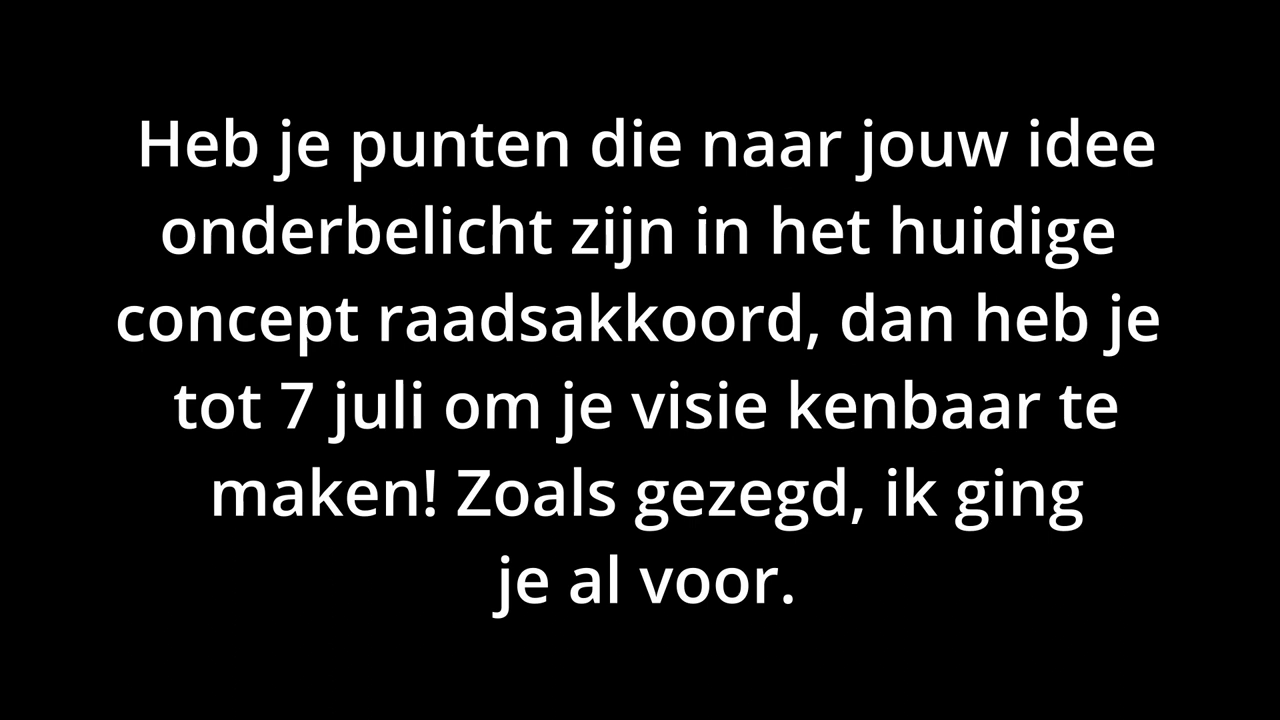 Heb je punten die naar jouw idee
onderbelicht zijn in het huidige
concept raadsakkoord, dan heb je
tot 7 juli om je visie kenbaar te
maken! Zoals gezegd, ik ging
je al voor.